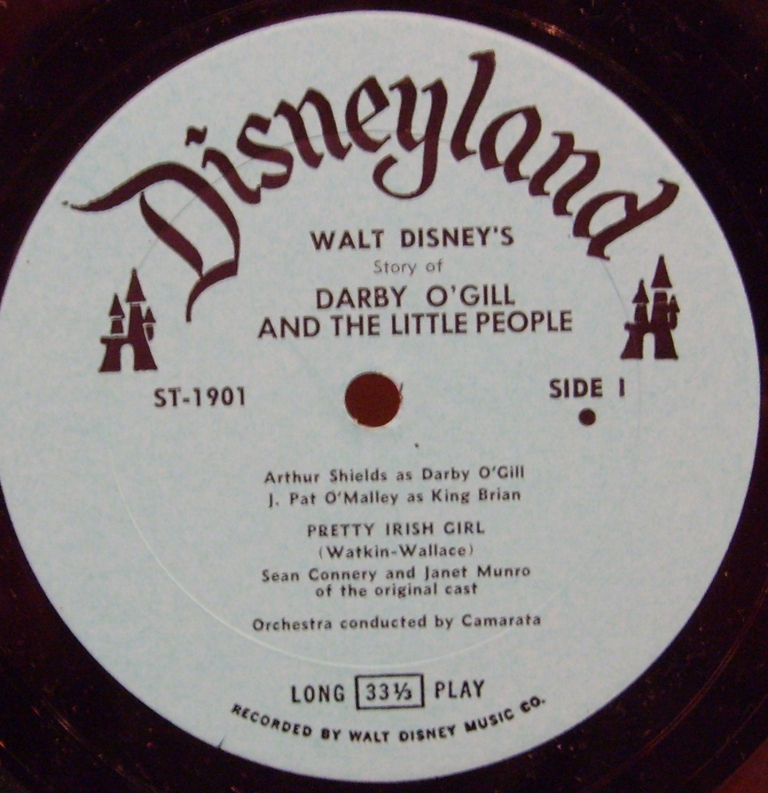 Disneyland
WALT DISNEY'S
Story of
DARBY O'GILL
AND THE LITTLE PEOPLE
ST-1901
SIDE 1
Arthur Shields as Darby O'Gill
J. Pat O'Malley as King Brian
PRETTY IRISH GIRL
(Watkin-Wallace)
Sean Connery and Janet Munro
of the original cast
Orchestra conducted by Camarata
LONG 33⅓ PLAY
RECORDED BY WALT DISNEY MUSIC CO.